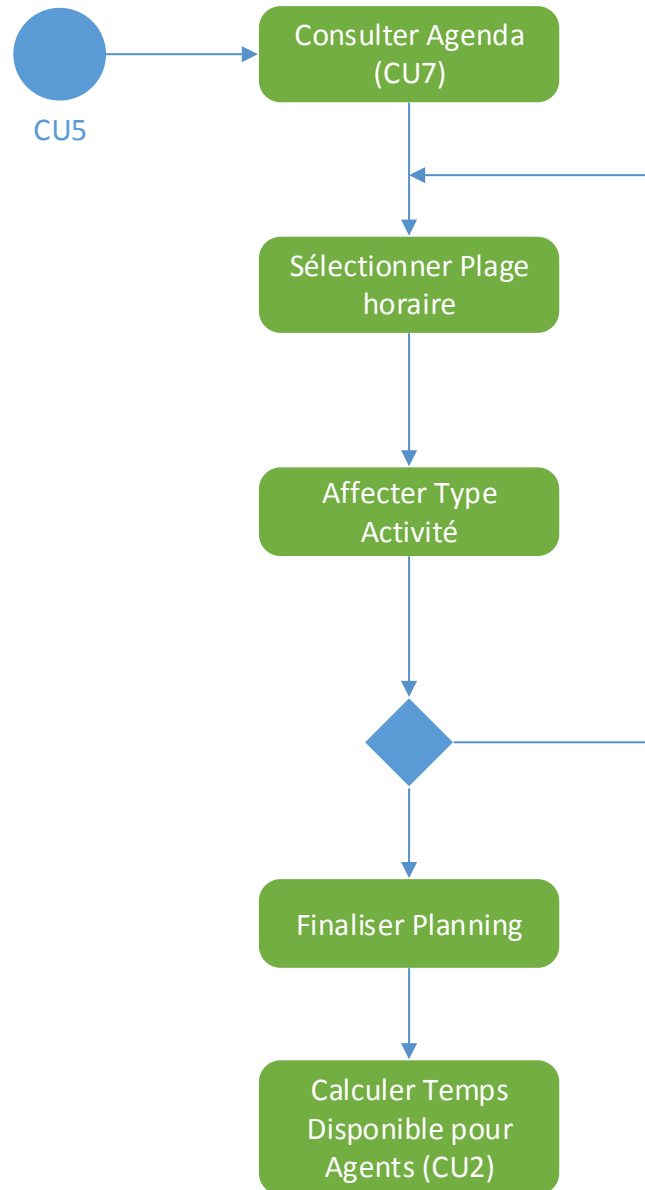 Consulter Agenda
(CU7)
CU5
Sélectionner Plage
horaire
Affecter Type
Activité
Finaliser Planning
Calculer Temps
Disponible pour
Agents (CU2)